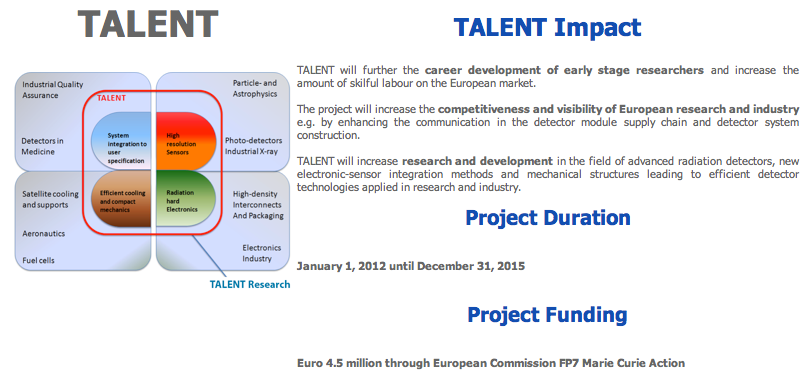 TALENT
Industrial Quality
Assurance
Particle- and
Astrophysics
TALENT
System
integration to
user
specification
High
resolution
Sensors
Detectors in
Medicine
Photo-detectors
Industrial X-ray
Satellite cooling
and supports
Efficient cooling
and compact
mechanics
Radiation
hard
Electronics
High-density
Interconnects
And Packaging
Aeronautics
Fuel cells
Electronics
Industry
TALENT Research
TALENT Impact
TALENT will further the career development of early stage researchers and increase the
amount of skilful labour on the European market.
The project will increase the competitiveness and visibility of European research and industry
e.g. by enhancing the communication in the detector module supply chain and detector system
construction.
TALENT will increase research and development in the field of advanced radiation detectors, new
electronic-sensor integration methods and mechanical structures leading to efficient detector
technologies applied in research and industry.
Project Duration
January 1, 2012 until December 31, 2015
Project Funding
Euro 4.5 million through European Commission FP7 Marie Curie Action